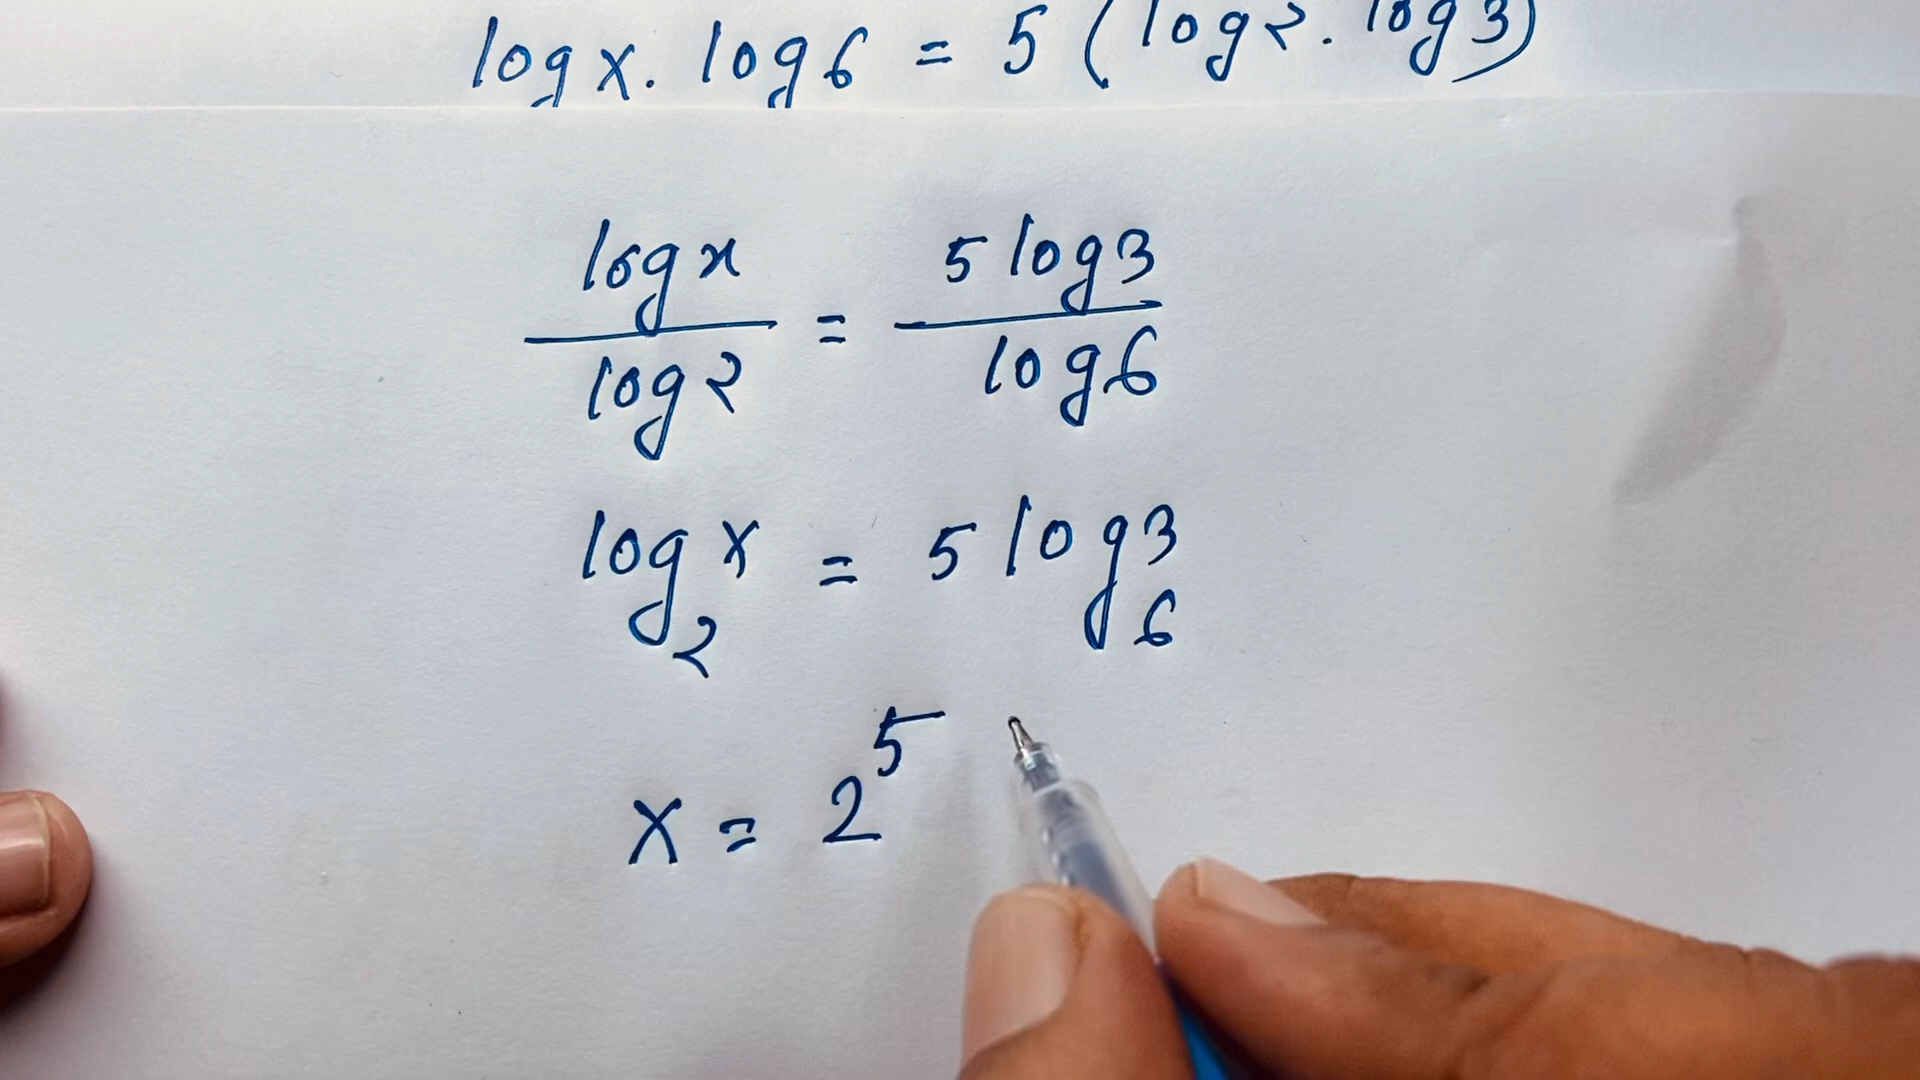 log x . log 6 = 5 (log 2 . log 3)
log x / log 2 = 5 log 3 / log 6
log₂ x = 5 log₆ 3
x = 2⁵